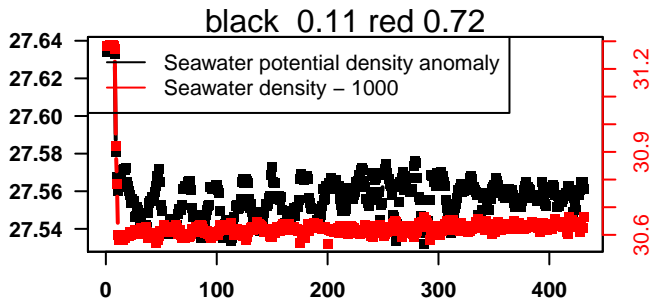 black 0.11 red 0.72
27.64
27.62
27.60
27.58
27.56
27.54
Seawater potential density anomaly
Seawater density − 1000
31.2
30.9
30.6
0 100 200 300 400